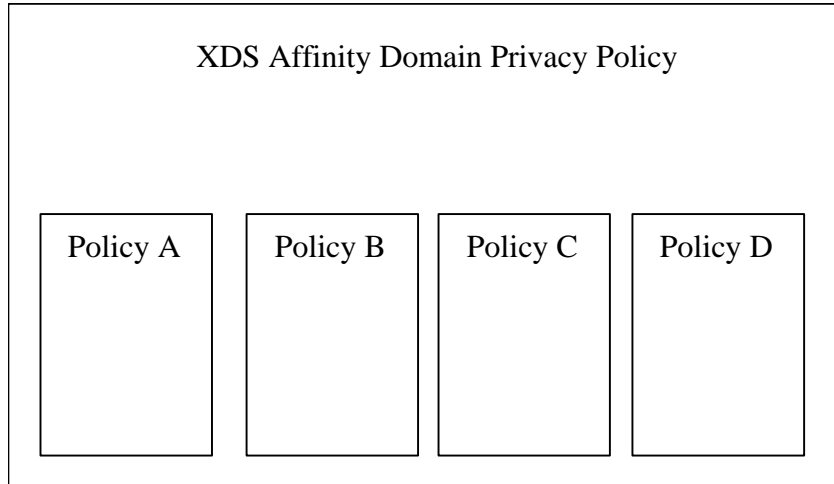 XDS Affinity Domain Privacy Policy
Policy A
Policy B
Policy C
Policy D